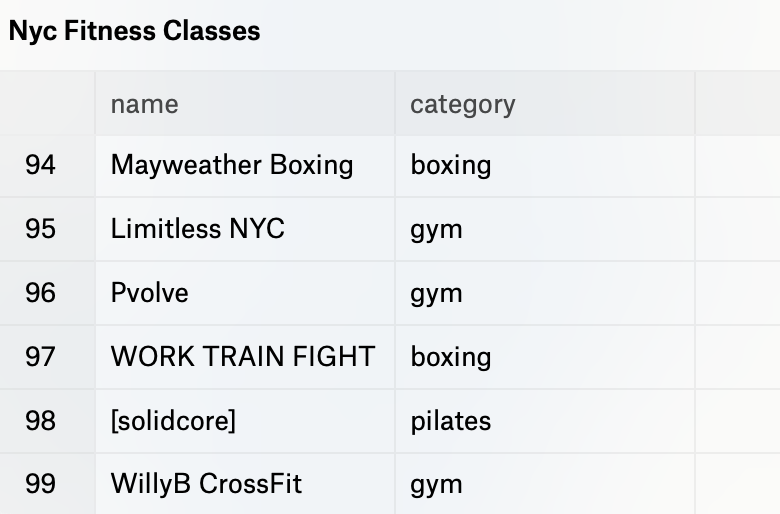 Nyc Fitness Classes
name category
94 Mayweather Boxing boxing
95 Limitless NYC gym
96 Pvolve gym
97 WORK TRAIN FIGHT boxing
98 [solidcore] pilates
99 WillyB CrossFit gym